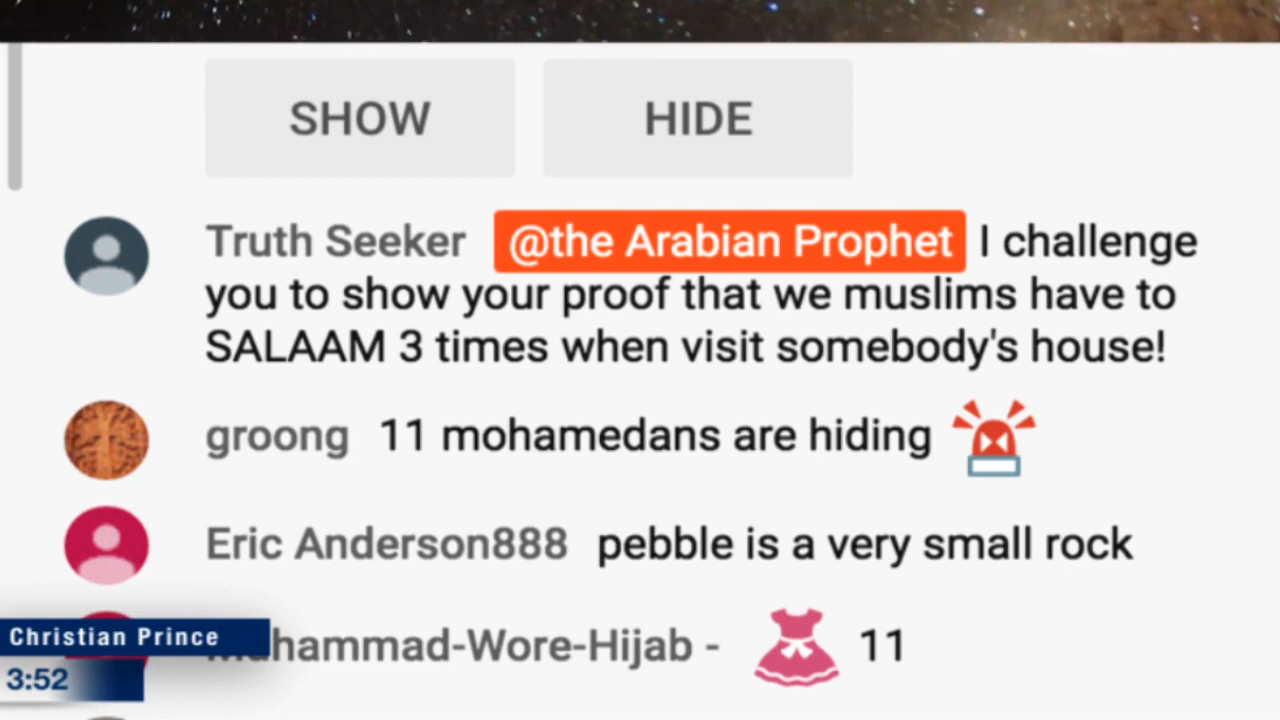 SHOW HIDE
Truth Seeker @the Arabian Prophet I challenge
you to show your proof that we muslims have to
SALAAM 3 times when visit somebody's house!
groong 11 mohamedans are hiding
Eric Anderson888 pebble is a very small rock
Christian Prince
hammad-Wore-Hijab - 11
3:52